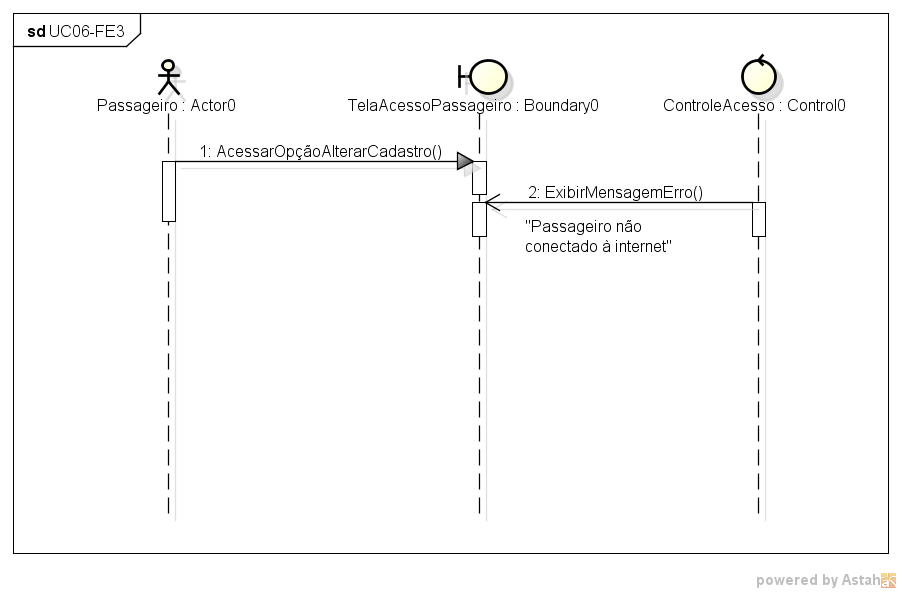 sd UC06-FE3
Passageiro : Actor0
TelaAcessoPassageiro : Boundary0
ControleAcesso : Control0
1: AcessarOpçãoAlterarCadastro()
2: ExibirMensagemErro()
"Passageiro não
conectado à internet"
powered by Astah